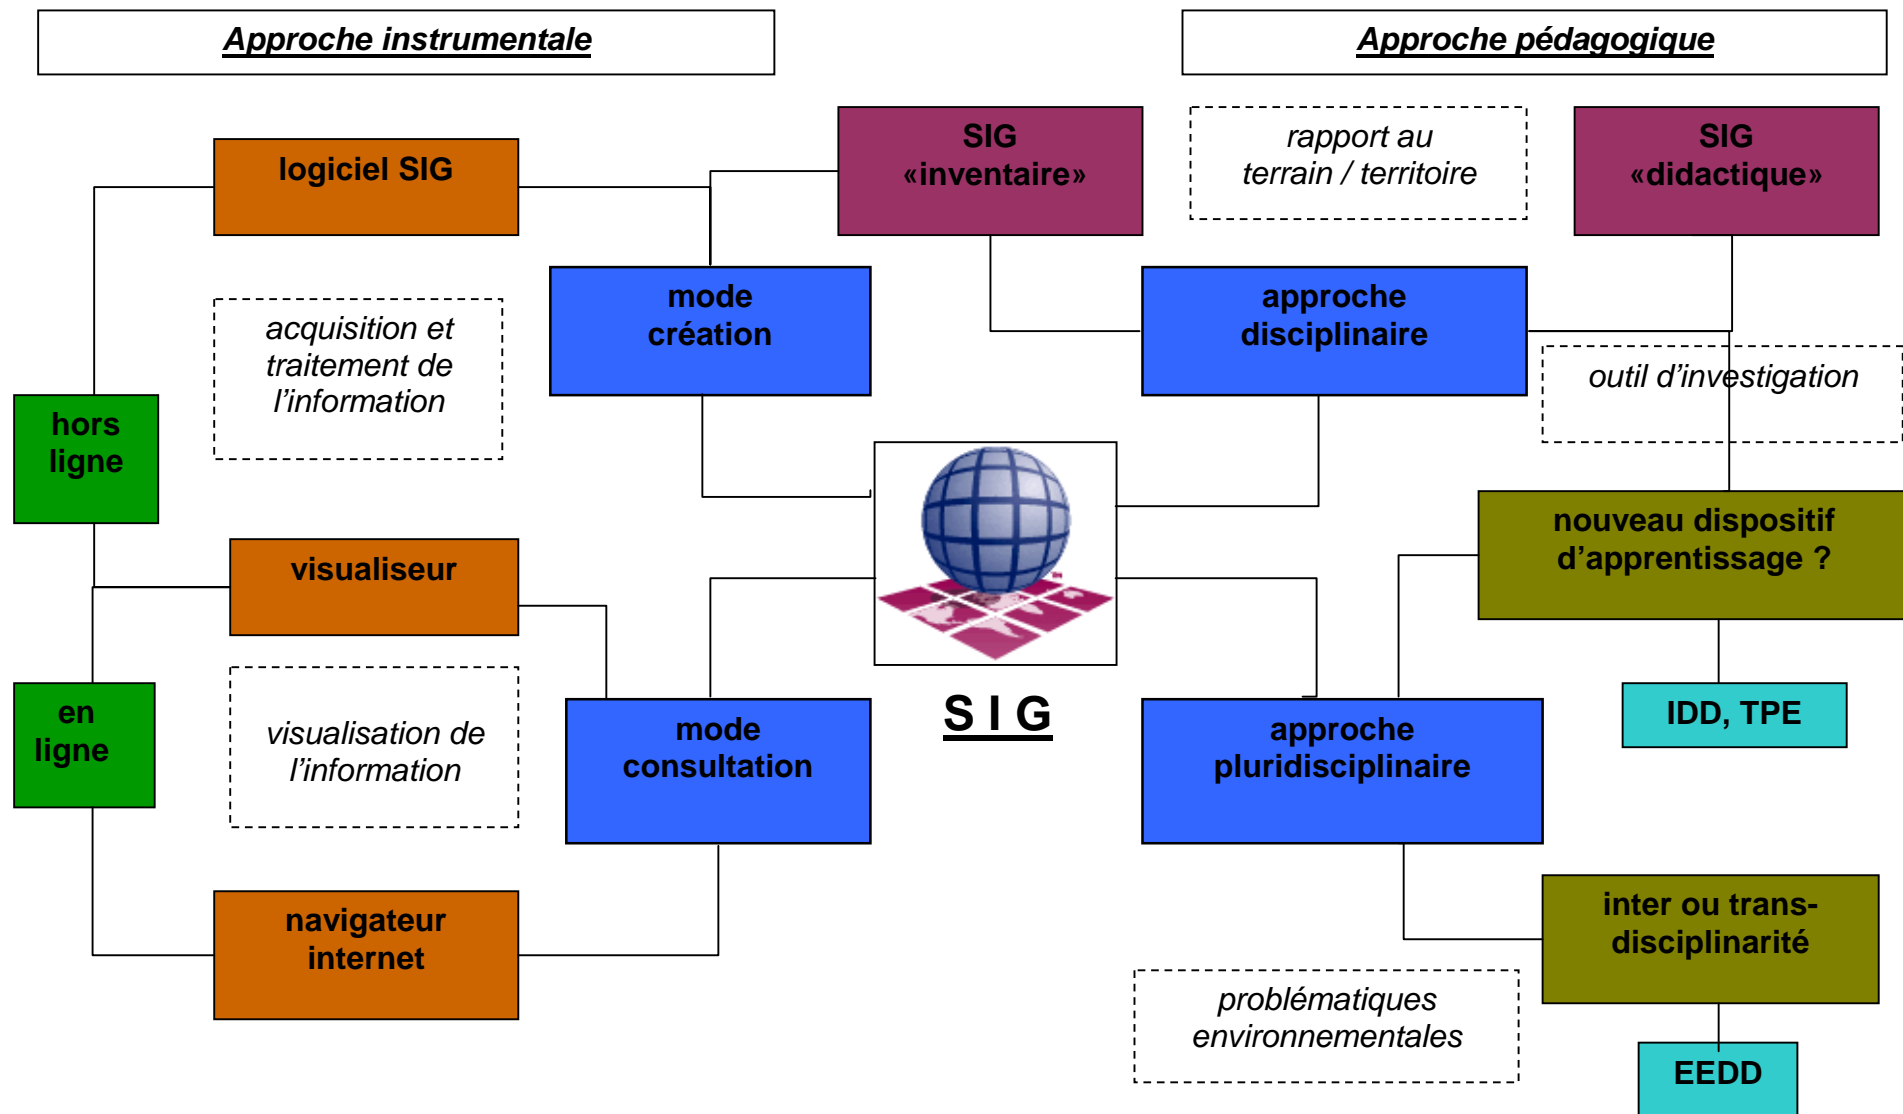 Approche instrumentale
Approche pédagogique
logiciel SIG
SIG
«inventaire»
rapport au
terrain / territoire
SIG
«didactique»
mode
création
approche
disciplinaire
acquisition et
traitement de
l'information
outil d'investigation
hors
ligne
visualiseur
nouveau dispositif
d'apprentissage ?
en
ligne
visualisation de
l'information
mode
consultation
S I G
approche
pluridisciplinaire
IDD, TPE
navigateur
internet
inter ou trans-
disciplinarité
problématiques
environnementales
EEDD